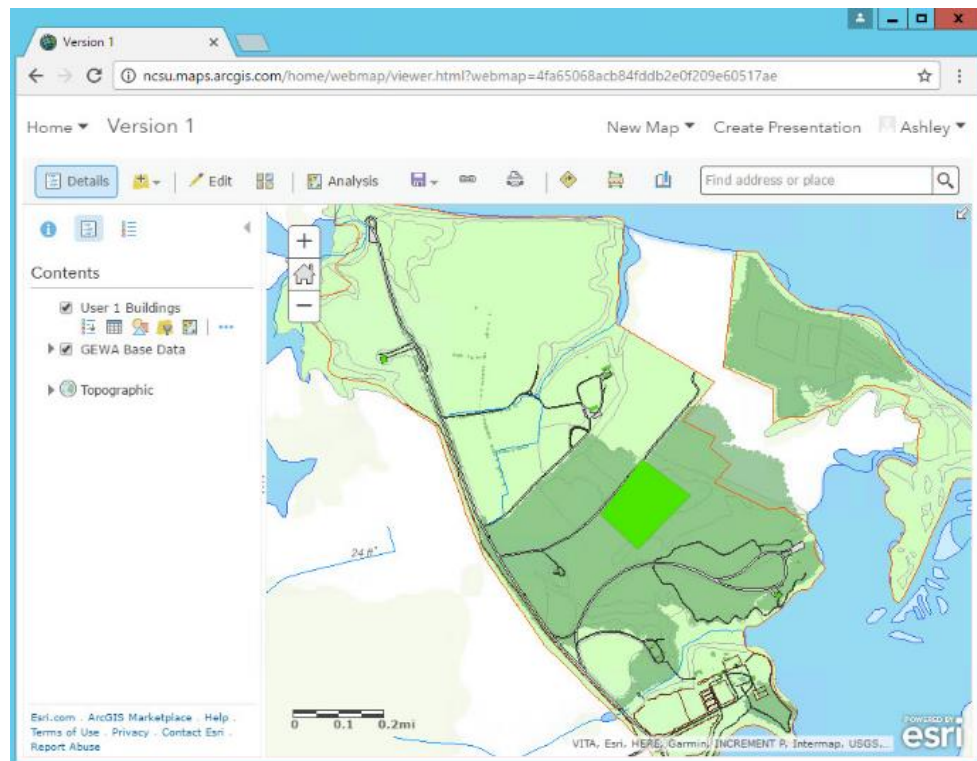 Version 1
ncsu.maps.arcgis.com/home/webmap/viewer.html?webmap=4fa65068acb84fddb2e0f209e60517ae
Home Version 1 New Map Create Presentation Ashley
Details Edit Analysis Find address or place
Contents
User 1 Buildings
GEWA Base Data
Topographic
24 ft
0 0.1 0.2mi
Esri.com . ArcGIS Marketplace . Help .
Terms of Use . Privacy . Contact Esri .
Report Abuse
VITA, Esri, HERE, Garmin, INCREMENT P, Intermap, USGS...
POWERED BY
esri